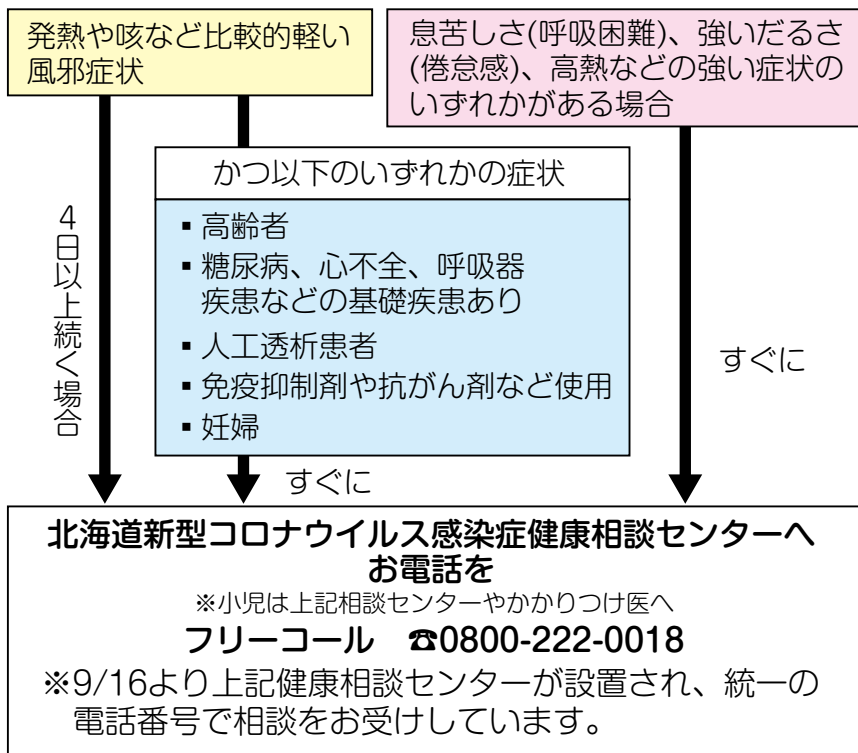 発熱や咳など比較的軽い
風邪症状
息苦しさ(呼吸困難)、強いだるさ
(倦怠感)、高熱などの強い症状の
いずれかがある場合
4日以上続く場合
かつ以下のいずれかの症状
▪高齢者
▪糖尿病、心不全、呼吸器
疾患などの基礎疾患あり
▪人工透析患者
▪免疫抑制剤や抗がん剤など使用
▪妊婦
すぐに
すぐに
北海道新型コロナウイルス感染症健康相談センターへ
お電話を
※小児は上記相談センターやかかりつけ医へ
フリーコール ☎0800-222-0018
※9/16より上記健康相談センターが設置され、統一の
電話番号で相談をお受けしています。